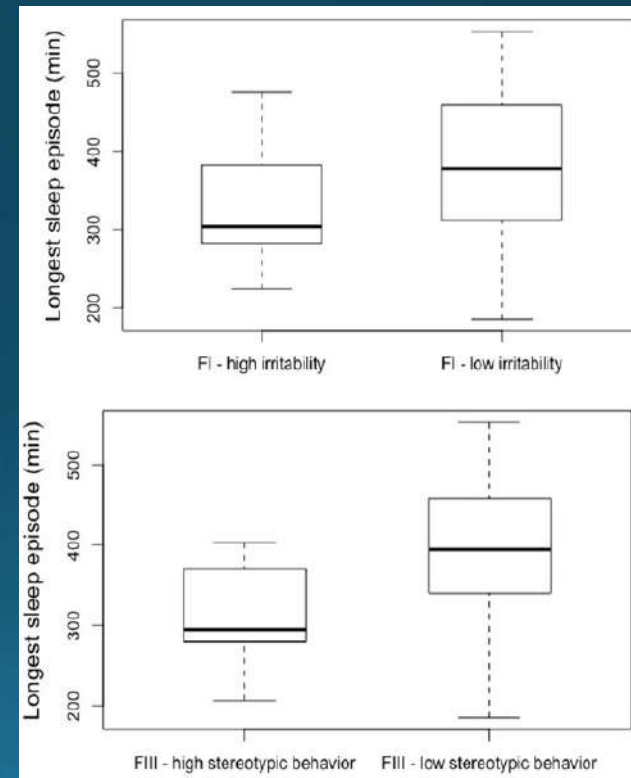 Longest sleep episode (min)
500
400
300
200
FI - high irritability
FI - low irritability
Longest sleep episode (min)
500
400
300
200
FIII - high stereotypic behavior
FIII - low stereotypic behavior